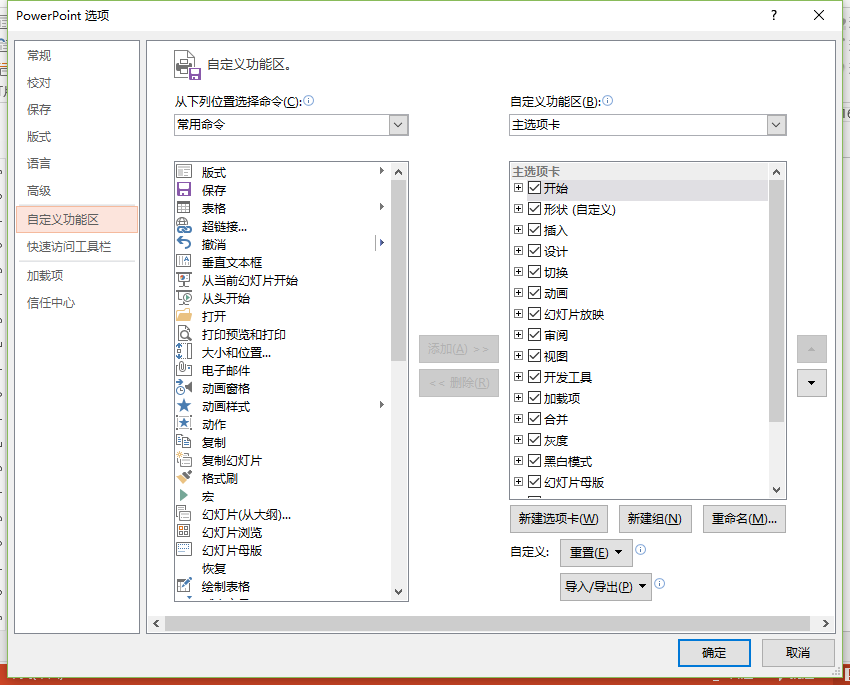 PowerPoint 选项
?
常规
校对
保存
版式
语言
高级
自定义功能区
快速访问工具栏
加载项
信任中心
自定义功能区。
从下列位置选择命令(C):
常用命令
版式
保存
表格
超链接...
撤消
垂直文本框
从当前幻灯片开始
从头开始
打开
打印预览和打印
大小和位置...
电子邮件
动画窗格
动画样式
动作
复制
复制幻灯片
格式刷
宏
幻灯片(从大纲)...
幻灯片浏览
幻灯片母版
恢复
绘制表格
添加(A) >>
<< 删除(R)
自定义功能区(B):
主选项卡
主选项卡
开始
形状 (自定义)
插入
设计
切换
动画
幻灯片放映
审阅
视图
开发工具
加载项
合并
灰度
黑白模式
幻灯片母版
新建选项卡(W)
新建组(N)
重命名(M)...
自定义:
重置(E)
导入/导出(P)
确定
取消